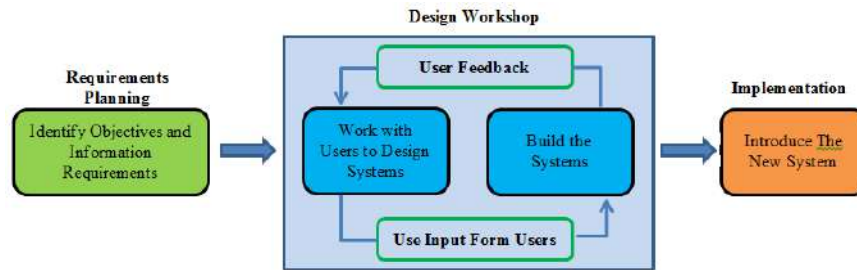 Design Workshop
Requirements
Planning
Identify Objectives and
Information
Requirements
User Feedback
Work with
Users to Design
Systems
Build the
Systems
Use Input Form Users
Implementation
Introduce The
New System